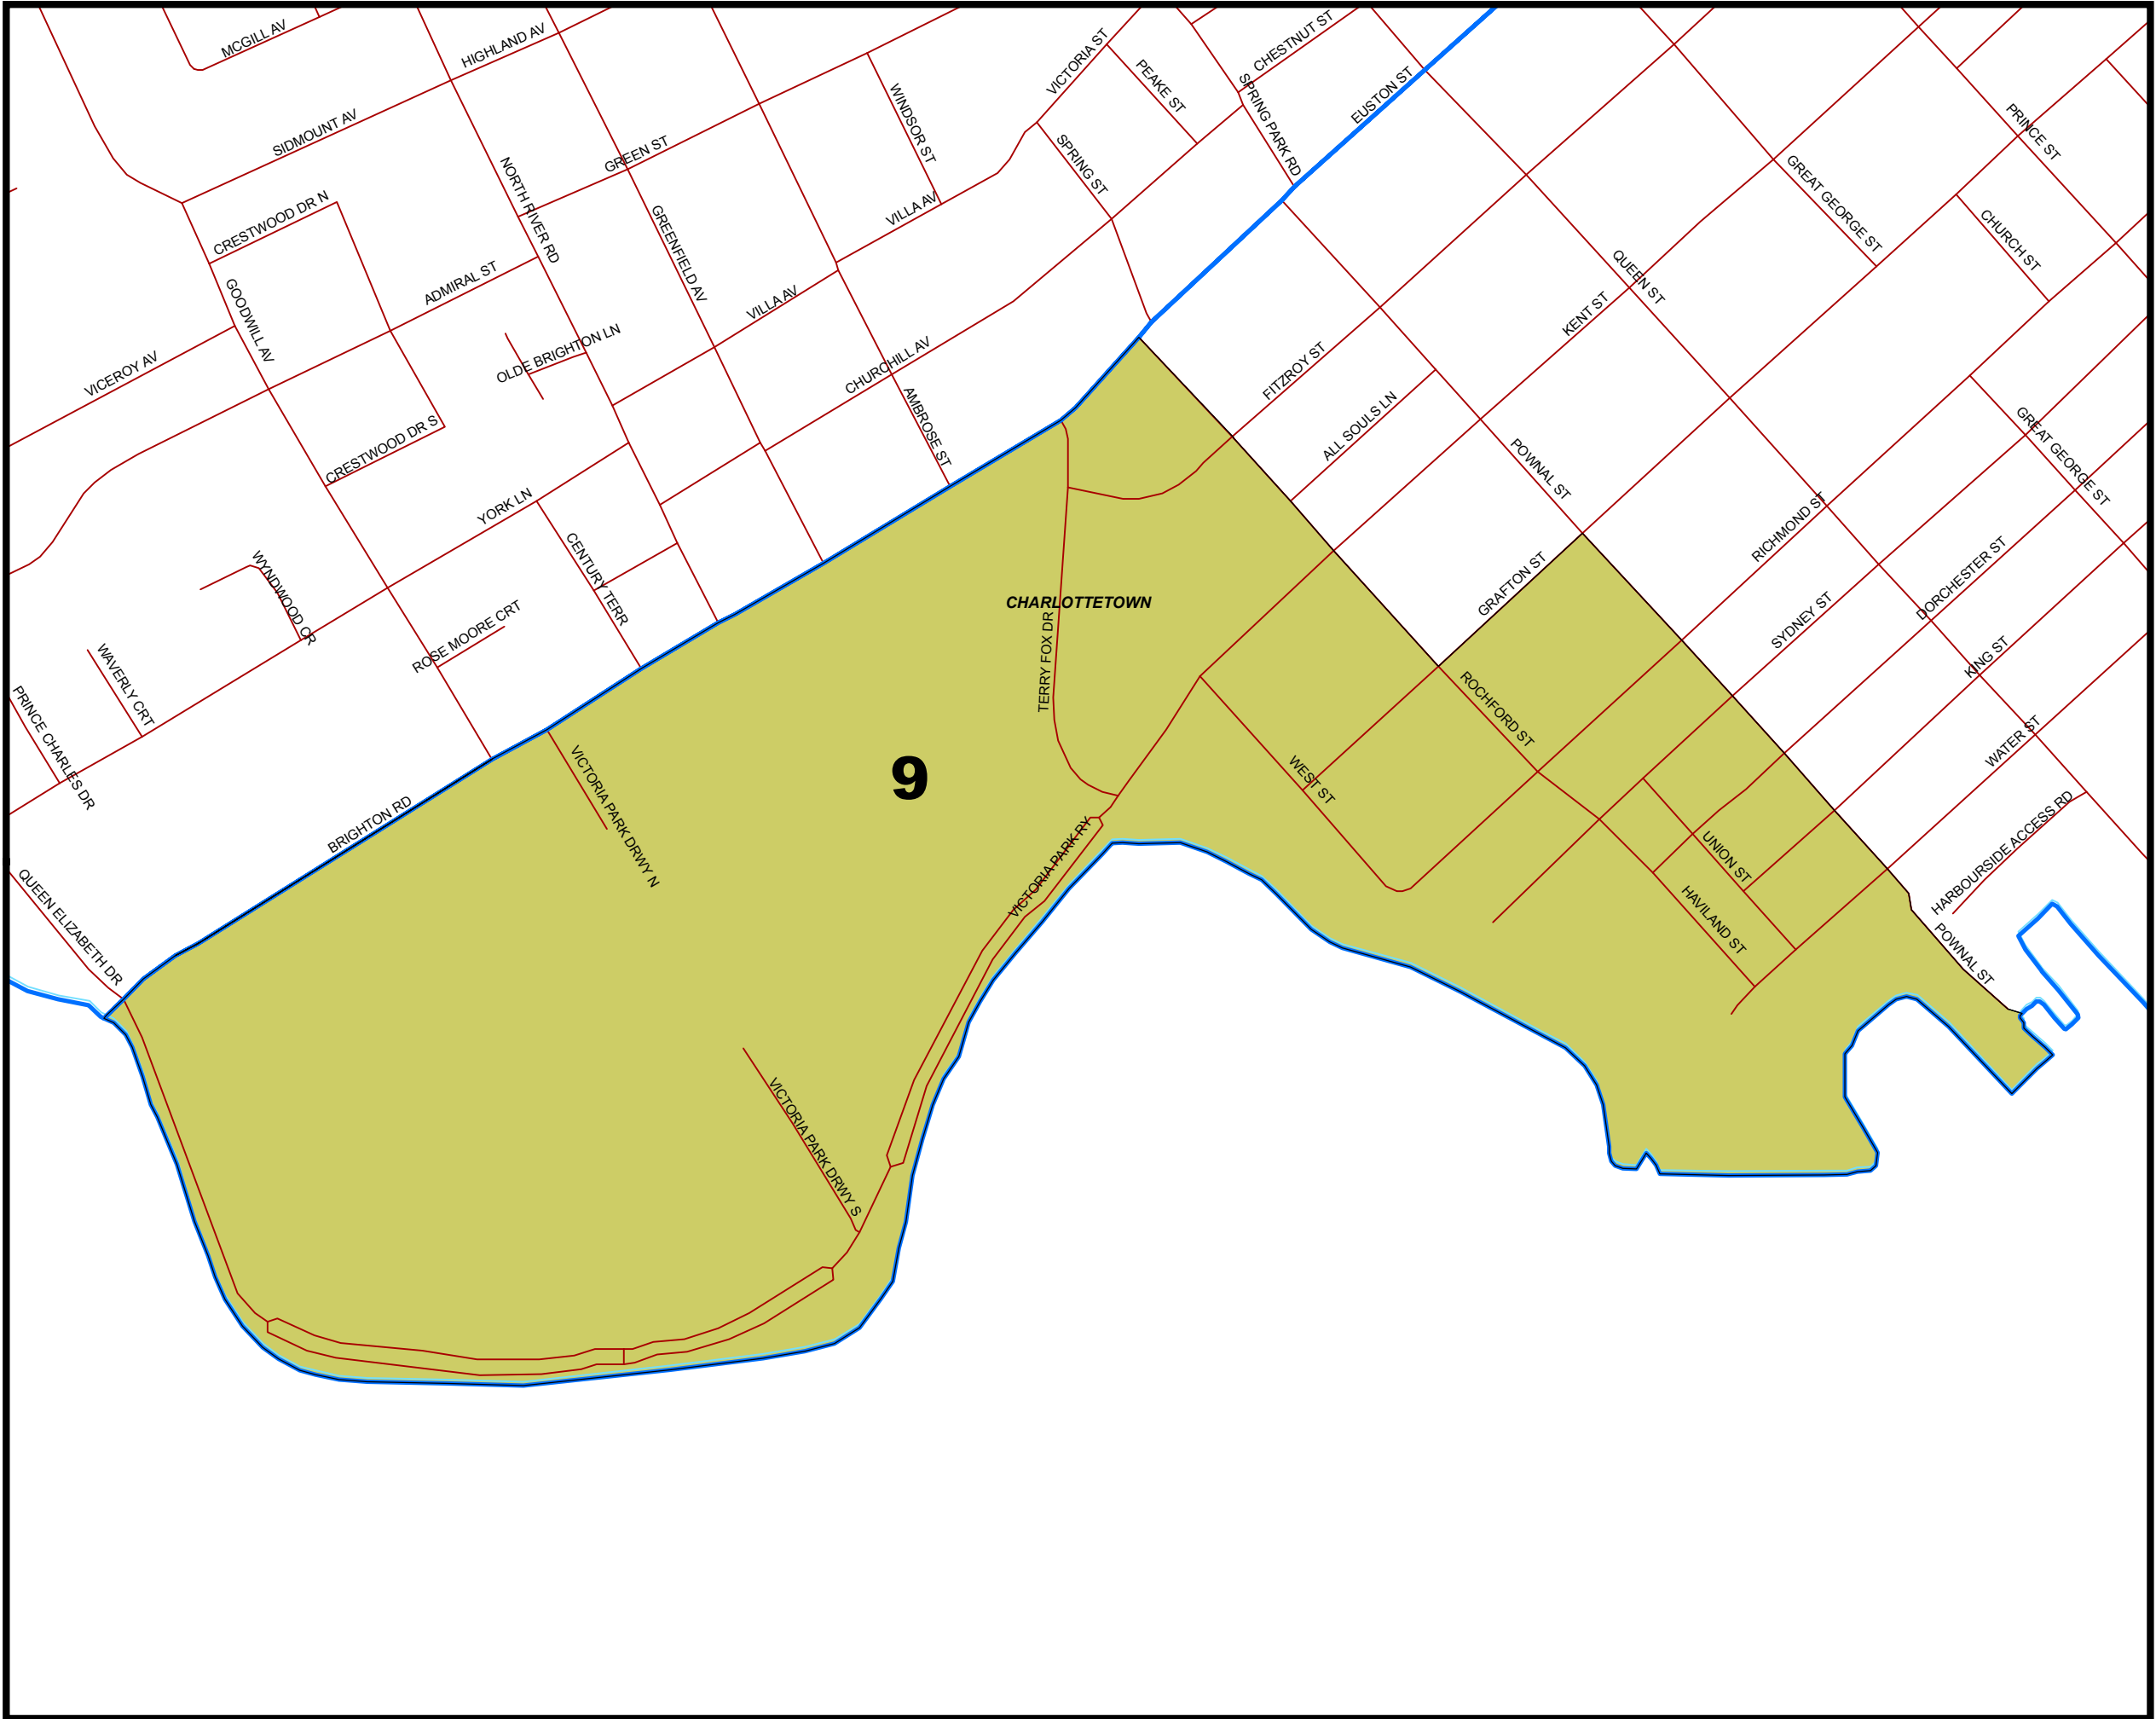 MCGILL AV
HIGHLAND AV
SIDMOUNT AV
VICTORIA ST
CHESTNUT ST
PEAKE ST
SPRING PARK RD
EUSTON ST
WINDSOR ST
GREEN ST
SPRING ST
PRINCE ST
GREAT GEORGE ST
CHURCH ST
NORTH RIVER RD
CRESTWOOD DR N
GREENFIELD AV
VILLA AV
ADMIRAL ST
GOODWILL AV
VILLA AV
QUEEN ST
KENT ST
OLDE BRIGHTON LN
VICEROY AV
CHURCHILL AV
FITZROY ST
ALL SOULS LN
AMBROSE ST
CRESTWOOD DR S
POWNAL ST
GREAT GEORGE ST
YORK LN
RICHMOND ST
CENTURY TERR
WYNDWOOD CR
GRAFTON ST
DORCHESTER ST
CHARLOTTETOWN
ROSE MOORE CRT
SYDNEY ST
TERRY FOX DR
KING ST
WAVERLY CRT
ROCHFORD ST
PRINCE CHARLES DR
WATER ST
9
WEST ST
VICTORIA PARK DRWY N
BRIGHTON RD
HARBOURSIDE ACCESS RD
VICTORIA PARK RY
UNION ST
HAVILAND ST
QUEEN ELIZABETH DR
POWNAL ST
VICTORIA PARK DRWY S